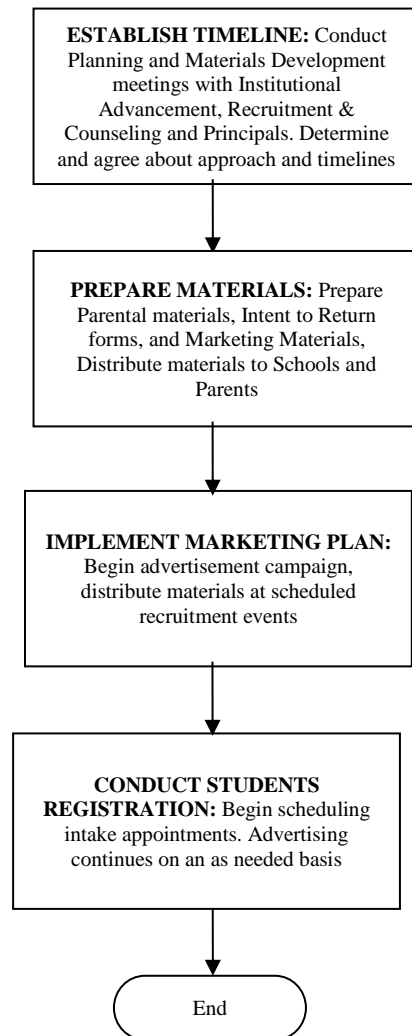 ESTABLISH TIMELINE: Conduct
Planning and Materials Development
meetings with Institutional
Advancement, Recruitment &
Counseling and Principals. Determine
and agree about approach and timelines
PREPARE MATERIALS: Prepare
Parental materials, Intent to Return
forms, and Marketing Materials,
Distribute materials to Schools and
Parents
IMPLEMENT MARKETING PLAN:
Begin advertisement campaign,
distribute materials at scheduled
recruitment events
CONDUCT STUDENTS
REGISTRATION: Begin scheduling
intake appointments. Advertising
continues on an as needed basis
End